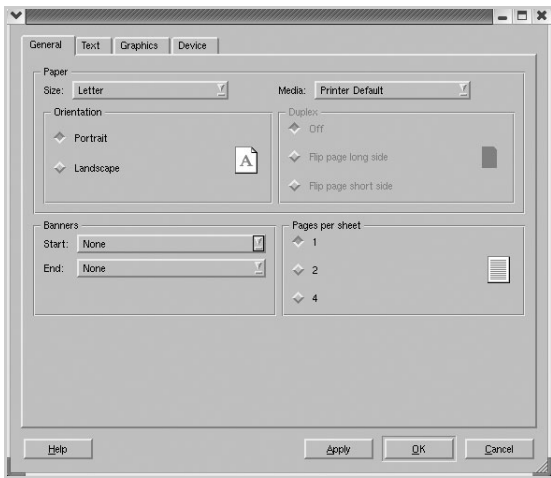 General Text Graphics Device
Paper
Size: Letter Media: Printer Default
Orientation Duplex
Portrait Off
A
Landscape Flip page long side
Flip page short side
Banners Pages per sheet
Start: None 1
End: None 2
4
Help Apply OK Cancel